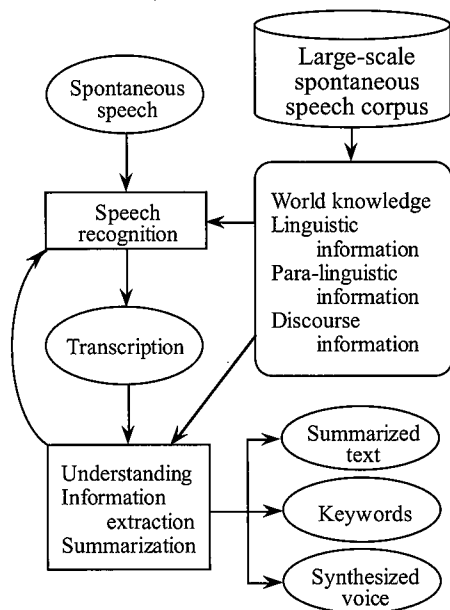 Spontaneous
speech
Large-scale
spontaneous
speech corpus
Speech
recognition
World knowledge
Linguistic
information
Para-linguistic
information
Discourse
information
Transcription
Understanding
Information
extraction
Summarization
Summarized
text
Keywords
Synthesized
voice